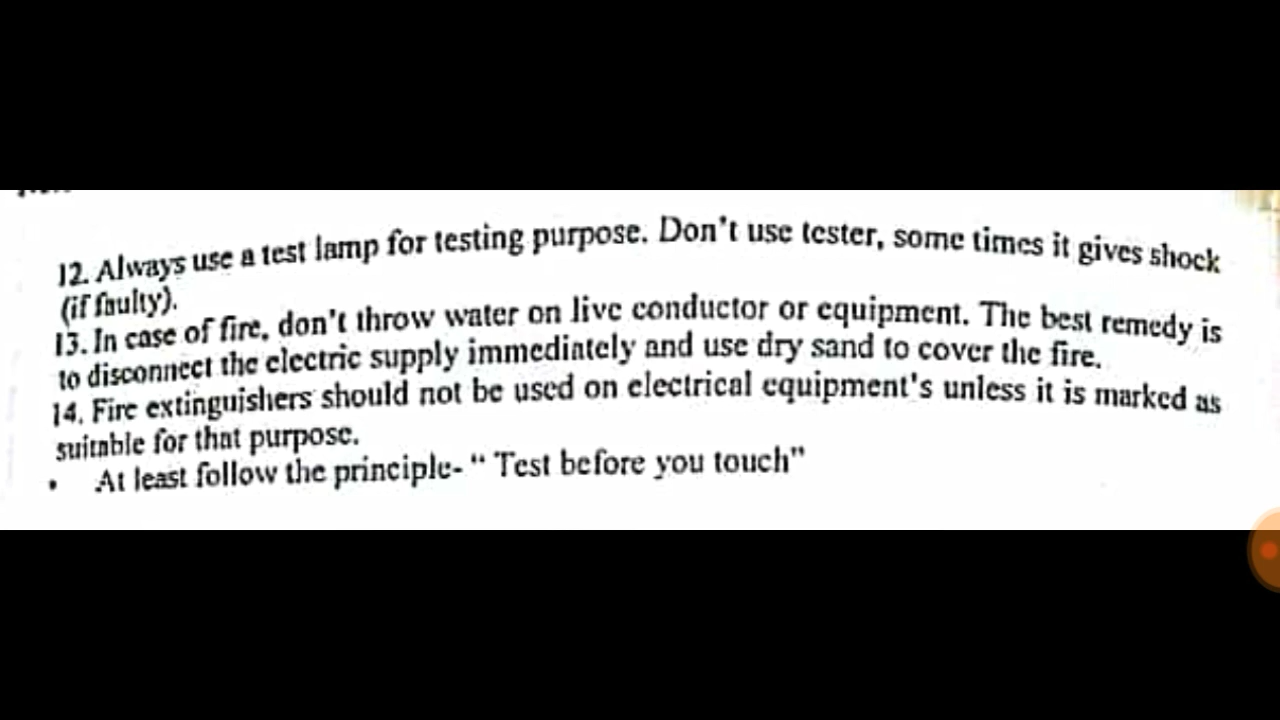 12. Always use a test lamp for testing purpose. Don't use tester, some times it gives shock
(if faulty).
13. In case of fire, don't throw water on live conductor or equipment. The best remedy is
to disconnect the electric supply immediately and use dry sand to cover the fire.
14. Fire extinguishers should not be used on electrical equipment's unless it is marked as
suitable for that purpose.
• At least follow the principle- “ Test before you touch”